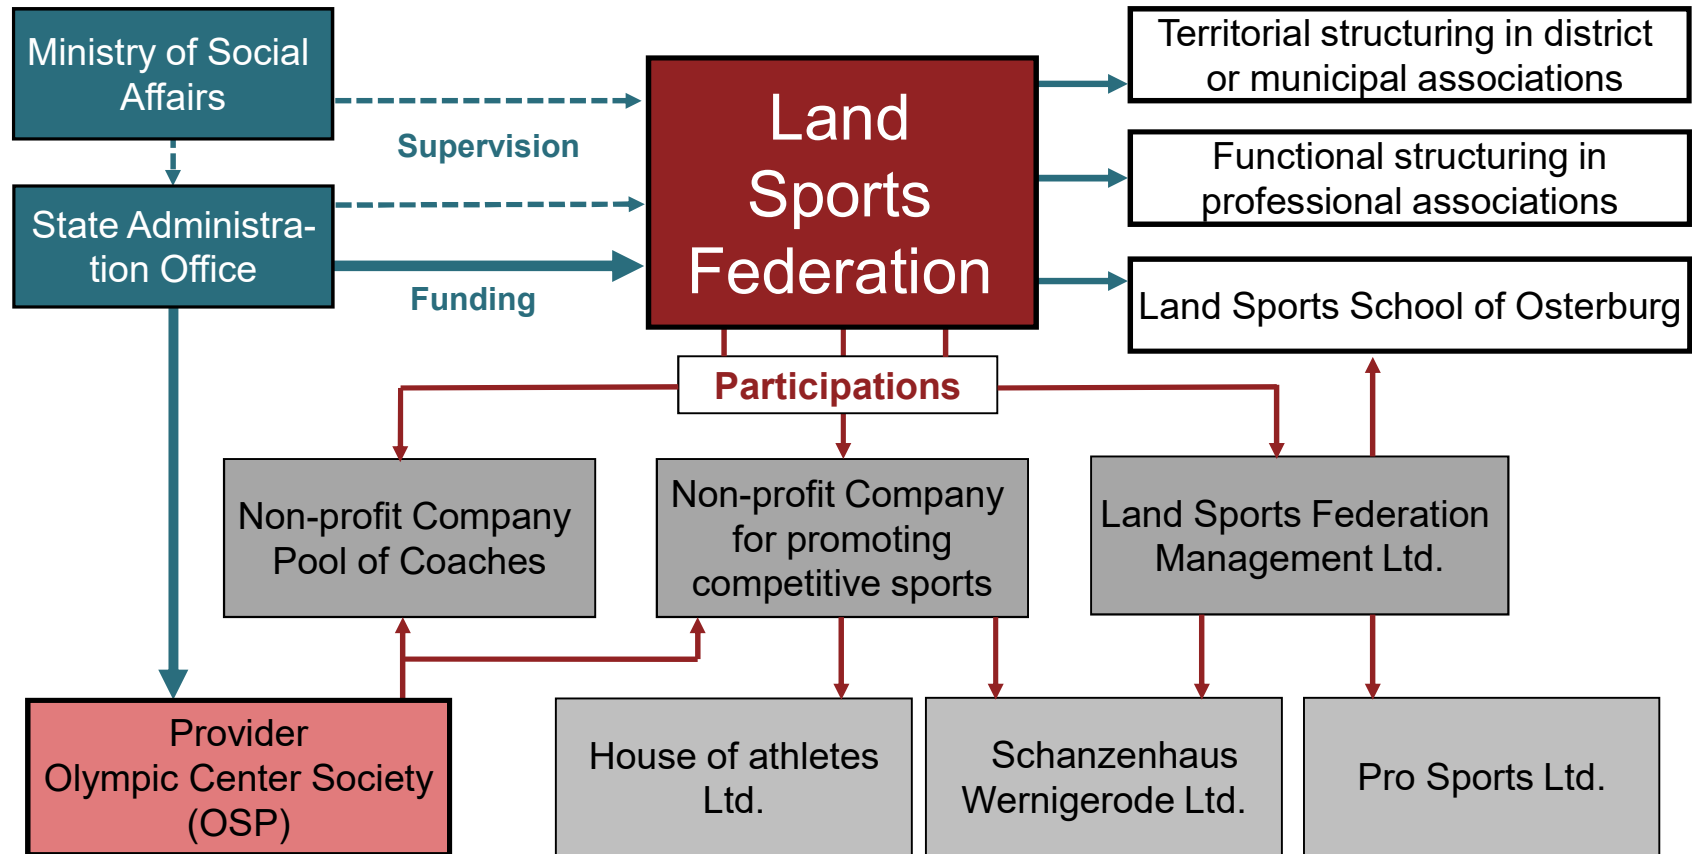 Ministry of Social
Affairs
State Administra-
tion Office
Supervision
Funding
Land
Sports
Federation
Territorial structuring in district
or municipal associations
Functional structuring in
professional associations
Land Sports School of Osterburg
Participations
Non-profit Company
Pool of Coaches
Non-profit Company
for promoting
competitive sports
Land Sports Federation
Management Ltd.
Provider
Olympic Center Society
(OSP)
House of athletes
Ltd.
Schanzenhaus
Wernigerode Ltd.
Pro Sports Ltd.